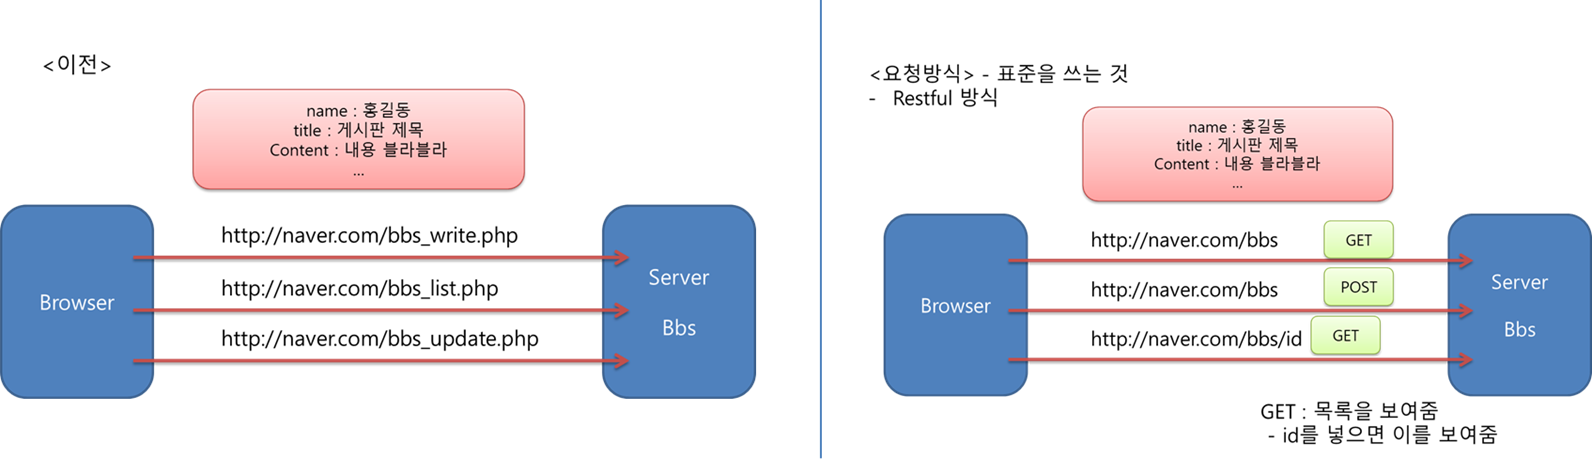 <이전>
name : 홍길동
title : 게시판 제목
Content : 내용 블라블라
...
http://naver.com/bbs_write.php
http://naver.com/bbs_list.php
http://naver.com/bbs_update.php
Browser
Server
Bbs
<요청방식> - 표준을 쓰는 것
- Restful 방식
name : 홍길동
title : 게시판 제목
Content : 내용 블라블라
...
http://naver.com/bbs GET
http://naver.com/bbs POST
http://naver.com/bbs/id GET
Browser
Server
Bbs
GET : 목록을 보여줌
- id를 넣으면 이를 보여줌